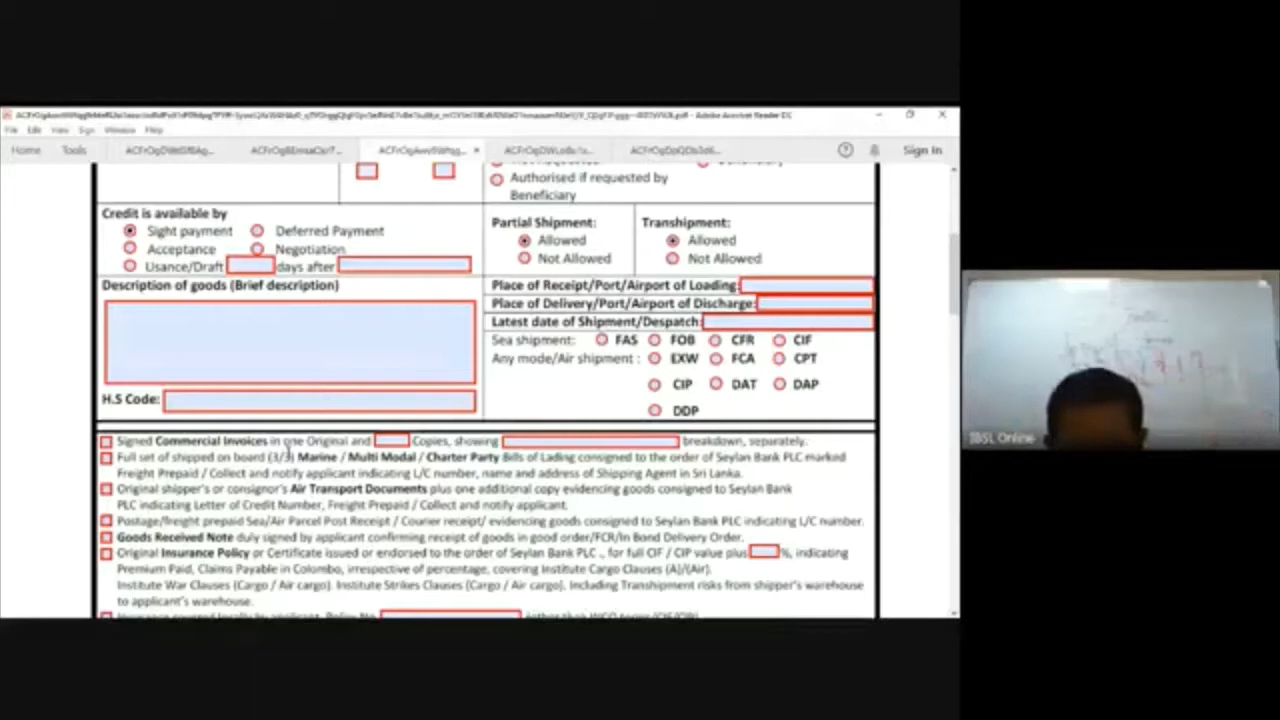 Adobe Acrobat Reader DC
File Edit View Sign Window Help
Home Tools Sign In
Authorised if requested by
Beneficiary
Credit is available by
Sight payment Deferred Payment
Acceptance Negotiation
Usance/Draft days after
Partial Shipment:
Allowed
Not Allowed
Transhipment:
Allowed
Not Allowed
Description of goods (Brief description)
H.S Code:
Place of Receipt/Port/Airport of Loading:
Place of Delivery/Port/Airport of Discharge:
Latest date of Shipment/Despatch:
Sea shipment: FAS FOB CFR CIF
Any mode/Air shipment : EXW FCA CPT
CIP DAT DAP
DDP
Signed Commercial Invoices in one Original and Copies, showing breakdown, separately.
Full set of shipped on board (3/3) Marine / Multi Modal / Charter Party Bills of Lading consigned to the order of Seylan Bank PLC marked
Freight Prepaid / Collect and notify applicant indicating L/C number, name and address of Shipping Agent in Sri Lanka.
Original shipper's or consignor's Air Transport Documents plus one additional copy evidencing goods consigned to Seylan Bank
PLC indicating Letter of Credit Number, Freight Prepaid / Collect and notify applicant.
Postage/freight prepaid Sea/Air Parcel Post Receipt / Courier receipt/ evidencing goods consigned to Seylan Bank PLC indicating L/C number.
Goods Received Note duly signed by applicant confirming receipt of goods in good order/FCR/In Bond Delivery Order.
Original Insurance Policy or Certificate issued or endorsed to the order of Seylan Bank PLC ., for full CIF / CIP value plus %, indicating
Premium Paid, Claims Payable in Colombo, irrespective of percentage, covering Institute Cargo Clauses (A)/(Air).
Institute War Clauses (Cargo / Air cargo). Institute Strikes Clauses (Cargo / Air cargo). Including Transhipment risks from shipper's warehouse
to applicant's warehouse.
IBSL Online